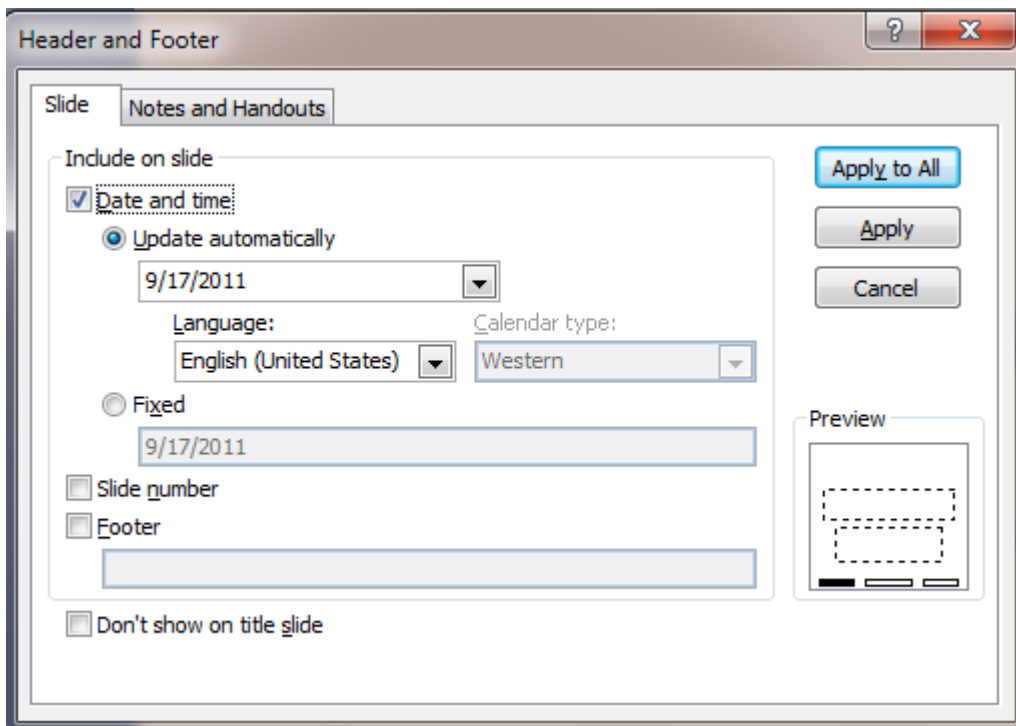 Header and Footer
?
X
Slide
Notes and Handouts
Include on slide
Date and time
Update automatically
9/17/2011
Language:
Calendar type:
English (United States)
Western
Fixed
9/17/2011
Slide number
Footer
Don't show on title slide
Apply to All
Apply
Cancel
Preview